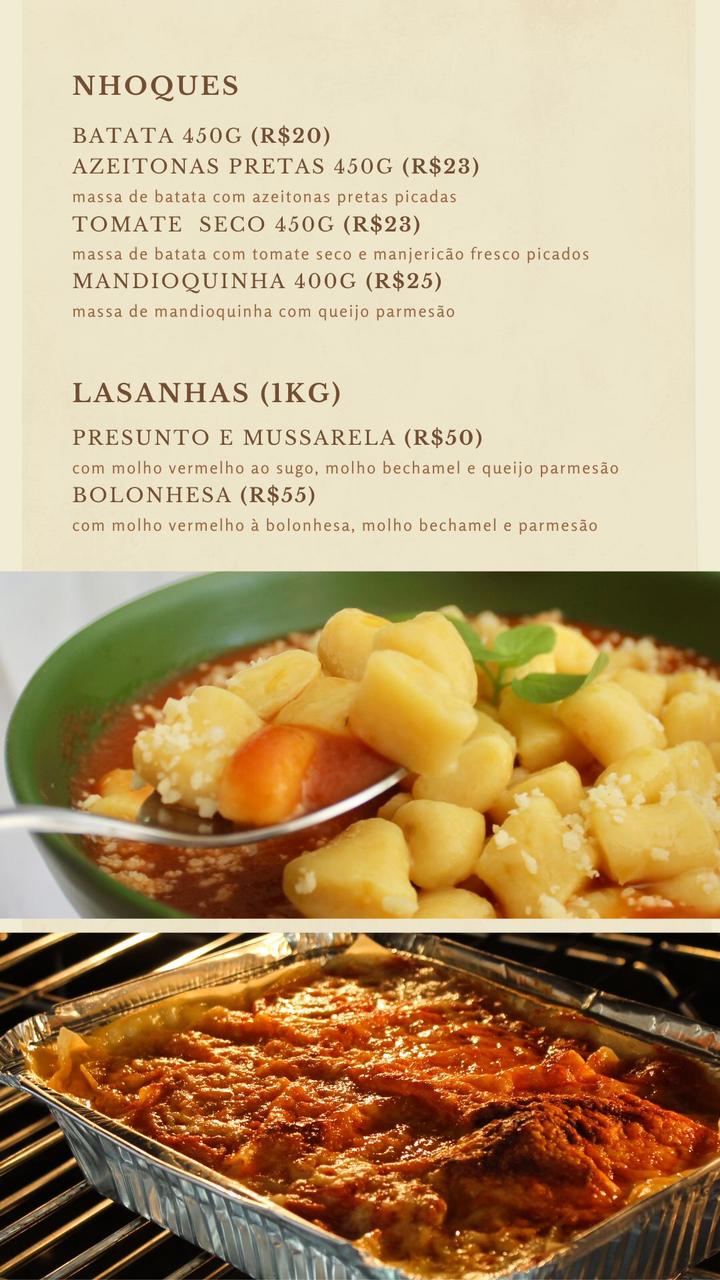 NHOQUES
BATATA 450G (R$20)
AZEITONAS PRETAS 450G (R$23)
massa de batata com azeitonas pretas picadas
TOMATE SECO 450G (R$23)
massa de batata com tomate seco e manjericão fresco picados
MANDIOQUINHA 400G (R$25)
massa de mandioquinha com queijo parmesão
LASANHAS (1KG)
PRESUNTO E MUSSARELA (R$50)
com molho vermelho ao sugo, molho bechamel e queijo parmesão
BOLONHESA (R$55)
com molho vermelho à bolonhesa, molho bechamel e parmesão